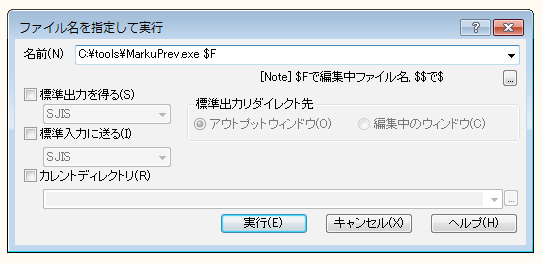 ファイル名を指定して実行
名前(N) C:¥tools¥MarkuPrev.exe $F
[Note] $Fで編集中ファイル名, $$で$
...
標準出力を得る(S)
SJIS
標準出力リダイレクト先
アウトプットウィンドウ(O) 編集中のウィンドウ(C)
標準入力に送る(I)
SJIS
カレントディレクトリ(R)
...
実行(E) キャンセル(X) ヘルプ(H)